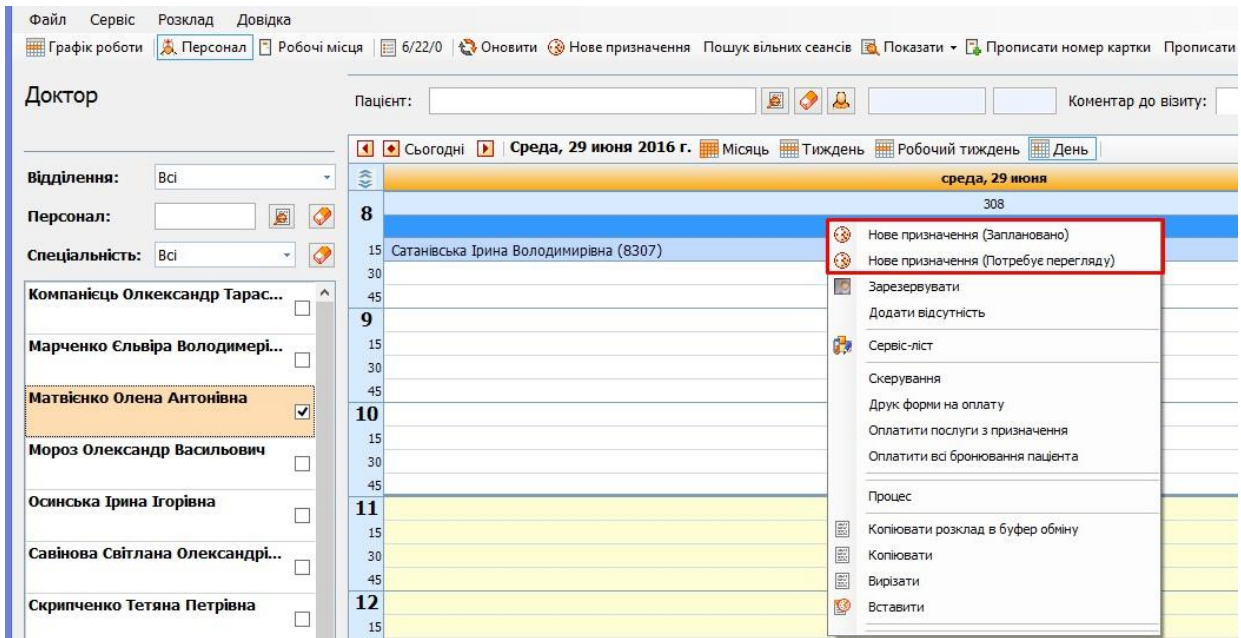 Файл Сервіс Розклад Довідка
Графік роботи Персонал Робочі місця 6/22/0 Оновити Нове призначення Пошук вільних сеансів Показати Прописати номер картки Прописати
Доктор
Пацієнт: Коментар до візиту:
Сьогодні Среда, 29 июня 2016 г. Місяць Тиждень Робочий тиждень День
Відділення: Всі
Персонал:
Спеціальність: Всі
Компанієць Олкександр Тарас...
Марченко Єльвіра Володимері...
Матвієнко Олена Антонівна
Мороз Олександр Васильович
Осинська Ірина Ігорівна
Савінова Світлана Олександрі...
Скрипченко Тетяна Петрівна
среда, 29 июня
308
8
15 Сатанівська Ірина Володимирівна (8307)
30
45
9
15
30
45
10
15
30
45
11
15
30
45
12
15
Нове призначення (Заплановано)
Нове призначення (Потребує перегляду)
Зарезервувати
Додати відсутність
Сервіс-ліст
Скерування
Друк форми на оплату
Оплатити послуги з призначення
Оплатити всі бронювання пацієнта
Процес
Копіювати розклад в буфер обміну
Копіювати
Вирізати
Вставити